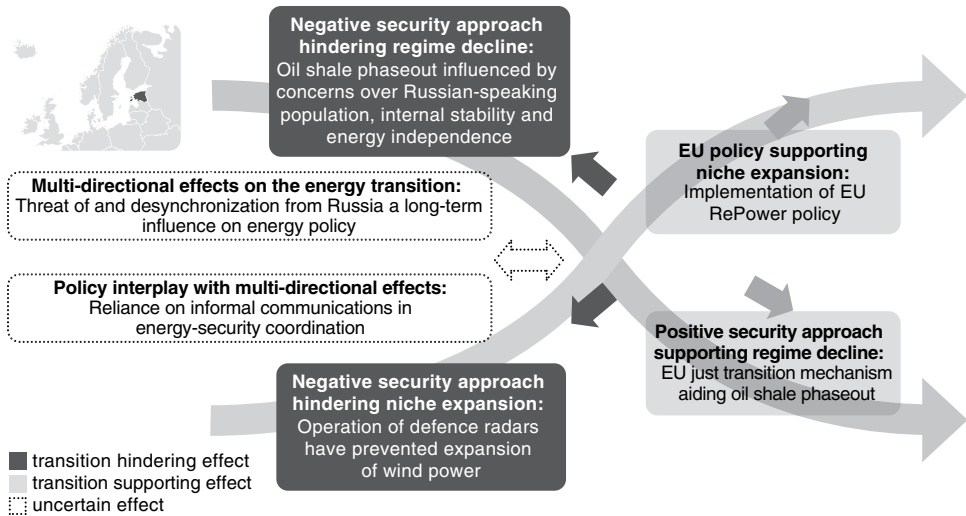 Negative security approach
hindering regime decline:
Oil shale phaseout influenced by
concerns over Russian-speaking
population, internal stability and
energy independence
Multi-directional effects on the energy transition:
Threat of and desynchronization from Russia a long-term
influence on energy policy
Policy interplay with multi-directional effects:
Reliance on informal communications in
energy-security coordination
Negative security approach
hindering niche expansion:
Operation of defence radars
have prevented expansion
of wind power
EU policy supporting
niche expansion:
Implementation of EU
RePower policy
Positive security approach
supporting regime decline:
EU just transition mechanism
aiding oil shale phaseout
transition hindering effect
transition supporting effect
uncertain effect